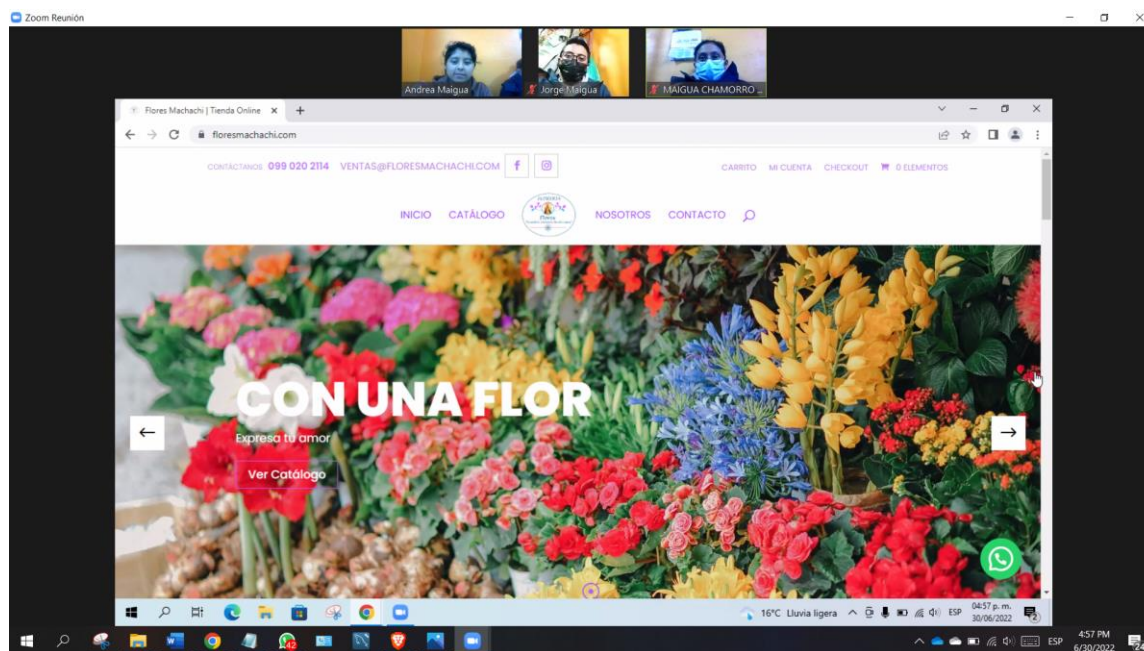 Zoom Reunión
Andrea Maigua
Jorge Maigua
MAIGUA CHAMORRO ...
Flores Machachi | Tienda Online
floresmachachi.com
CONTÁCTANOS 099 020 2114 VENTAS@FLORESMACHACHI.COM
CARRITO MI CUENTA CHECKOUT 0 ELEMENTOS
INICIO CATÁLOGO NOSOTROS CONTACTO
CON UNA FLOR
Expresa tu amor
Ver Catálogo
16°C Lluvia ligera ESP 04:57 p. m.
30/06/2022
42
ESP 4:57 PM
6/30/2022